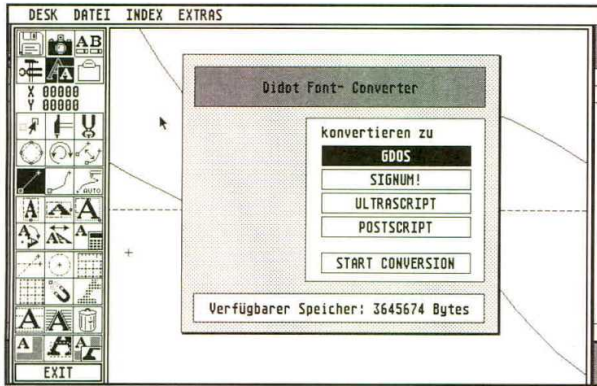 DESK DATEI INDEX EXTRAS
AB
A
X 00000
Y 00000
AUTO
A A A
A A A
A A
A A
EXIT
Didot Font- Converter
konvertieren zu
GDOS
SIGNUM!
ULTRASCRIPT
POSTSCRIPT
START CONVERSION
Verfügbarer Speicher: 3645674 Bytes